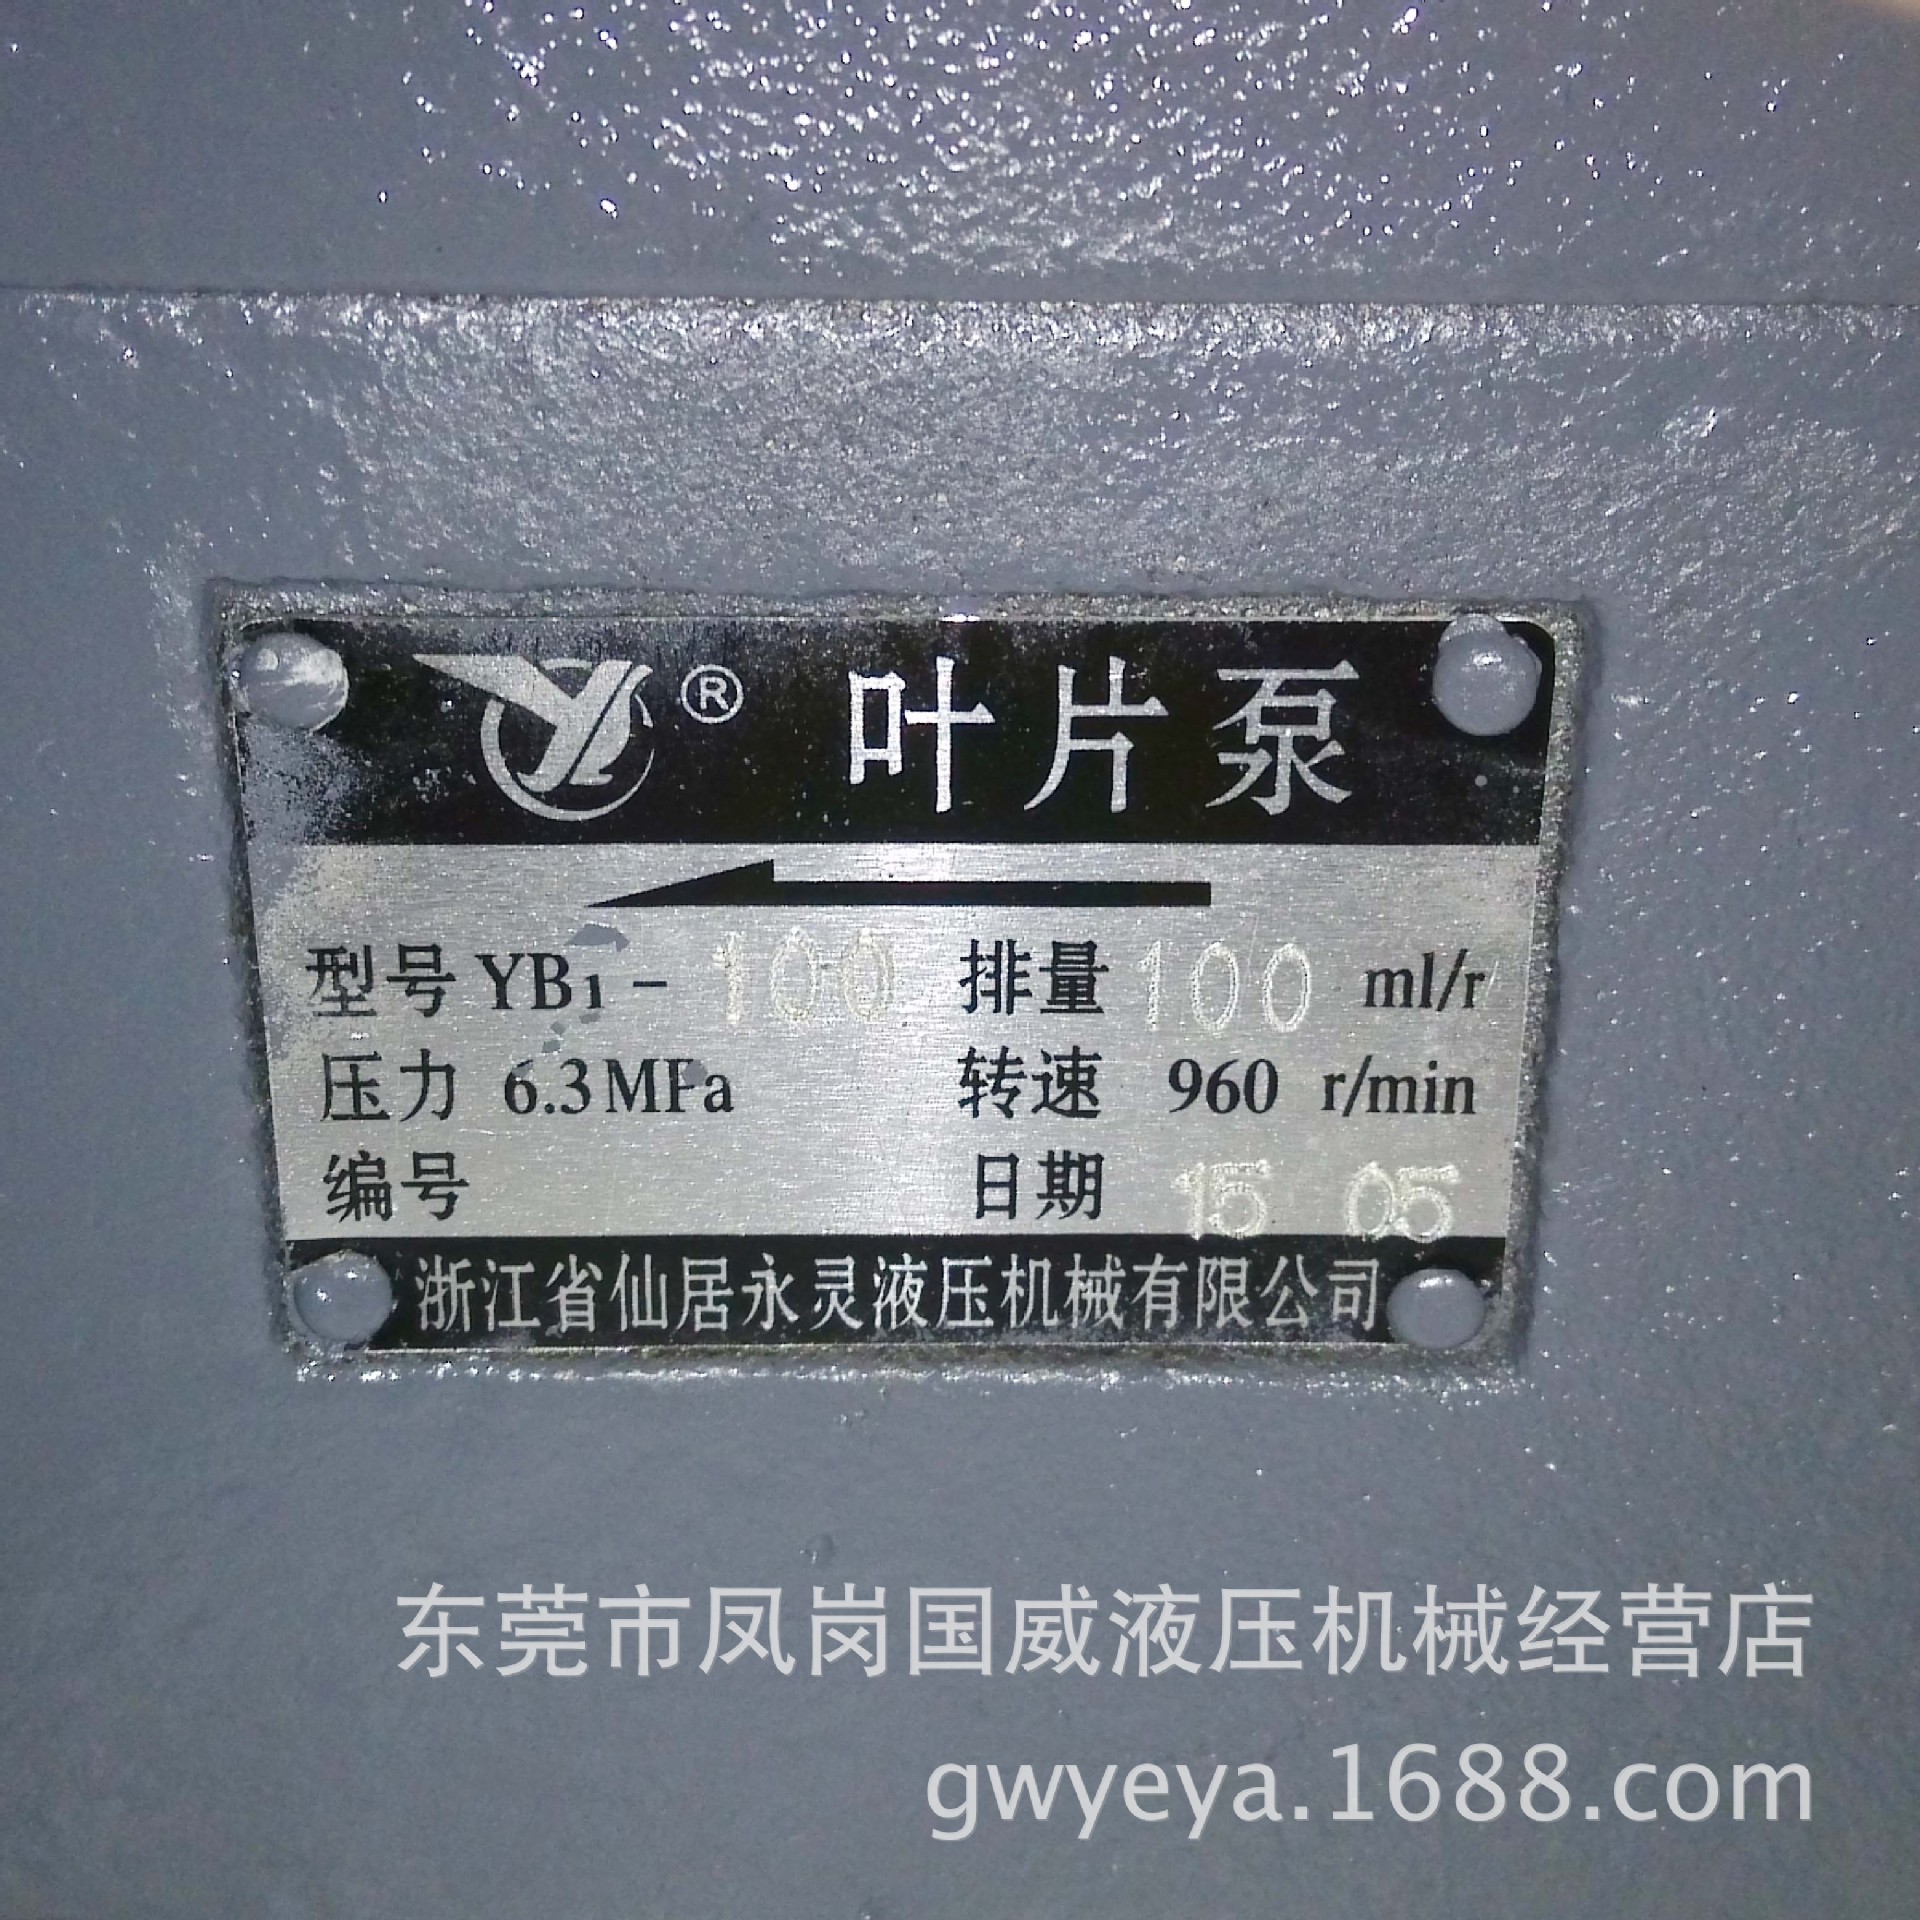 ® 叶片泵
型号 YB1 - 100 排量 100 ml/r
压力 6.3MPa 转速 960 r/min
编号 日期 15 05
浙江省仙居永灵液压机械有限公司
东莞市凤岗国威液压机械经营店
gwyeya.1688.com